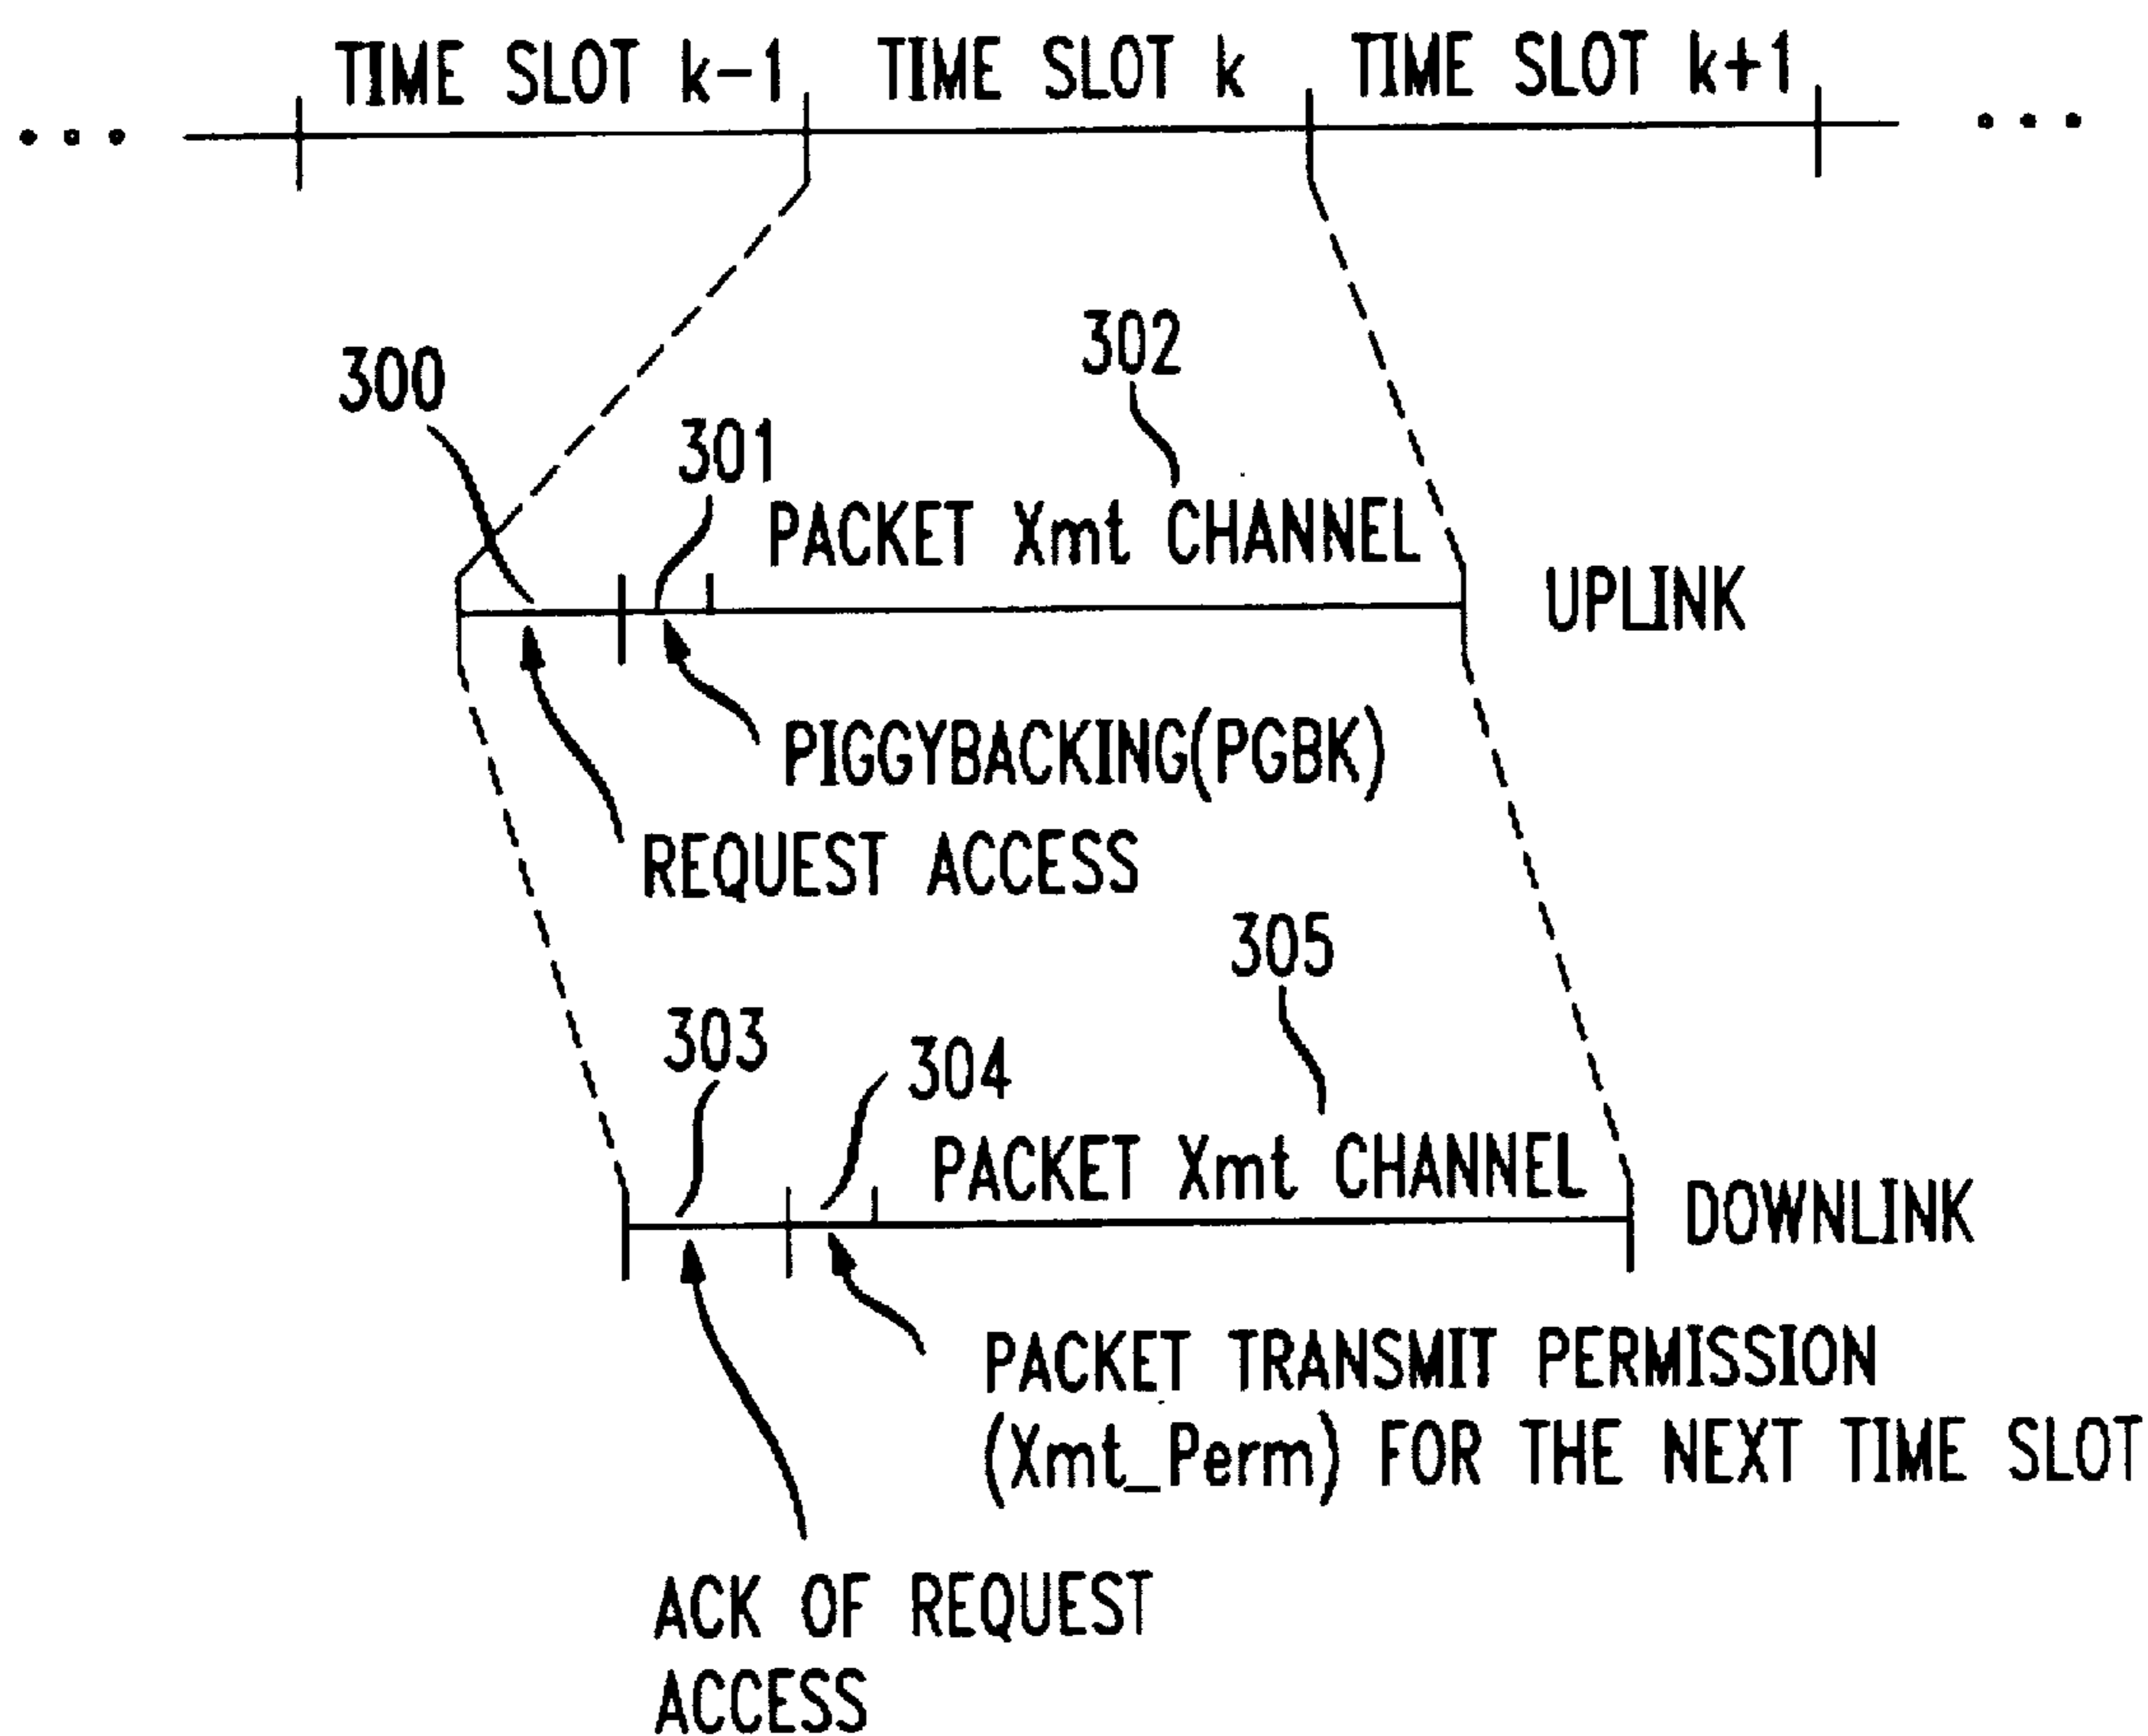 TIME SLOT k-1 TIME SLOT k TIME SLOT k+1
... ...
302
300
301
PACKET Xmt CHANNEL
UPLINK
PIGGYBACKING(PGBK)
REQUEST ACCESS
305
303
304
PACKET Xmt CHANNEL
DOWNLINK
PACKET TRANSMIT PERMISSION
(Xmt_Perm) FOR THE NEXT TIME SLOT
ACK OF REQUEST
ACCESS